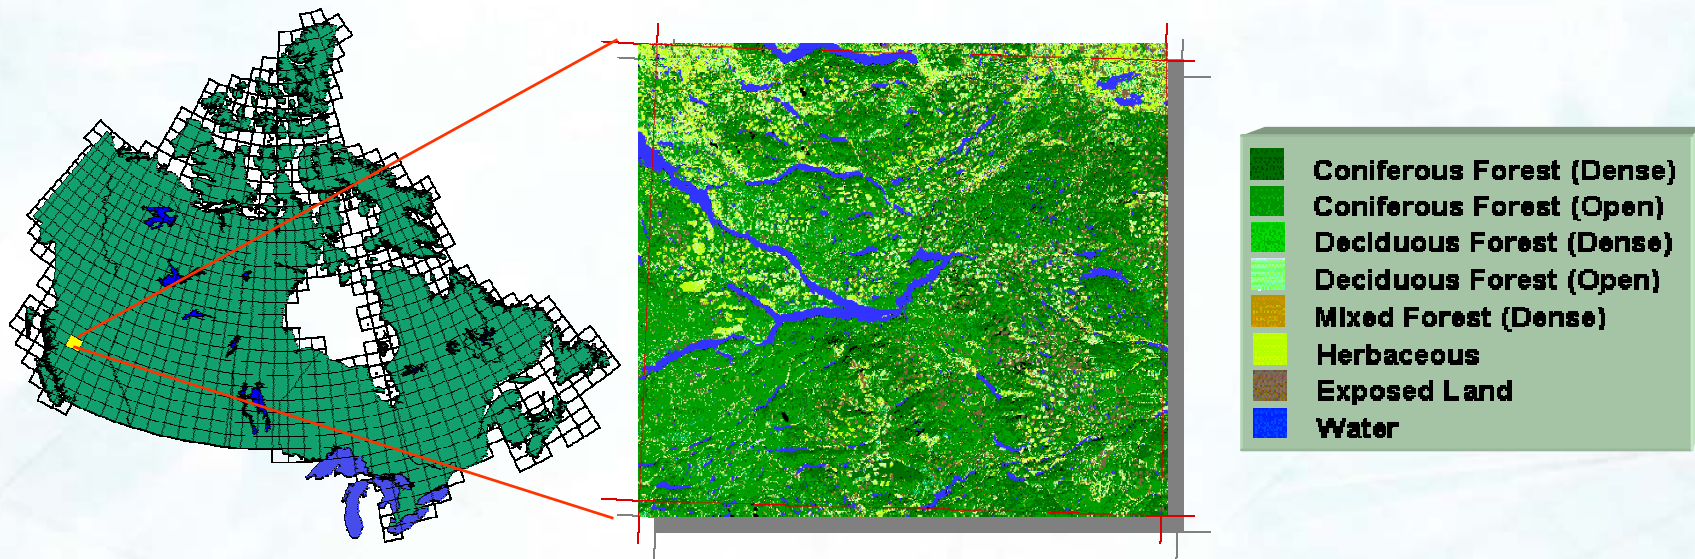 Coniferous Forest (Dense)
Coniferous Forest (Open)
Deciduous Forest (Dense)
Deciduous Forest (Open)
Mixed Forest (Dense)
Herbaceous
Exposed Land
Water